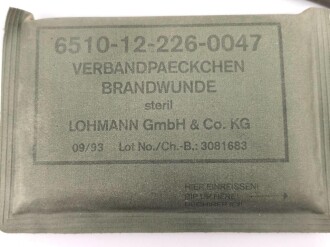 6510-12-226-0047
VERBANDPAECKCHEN
BRANDWUNDE
steril
LOHMANN GmbH & Co. KG
09/93 Lot No./Ch.-B.: 3081683
HIER EINREISSEN!